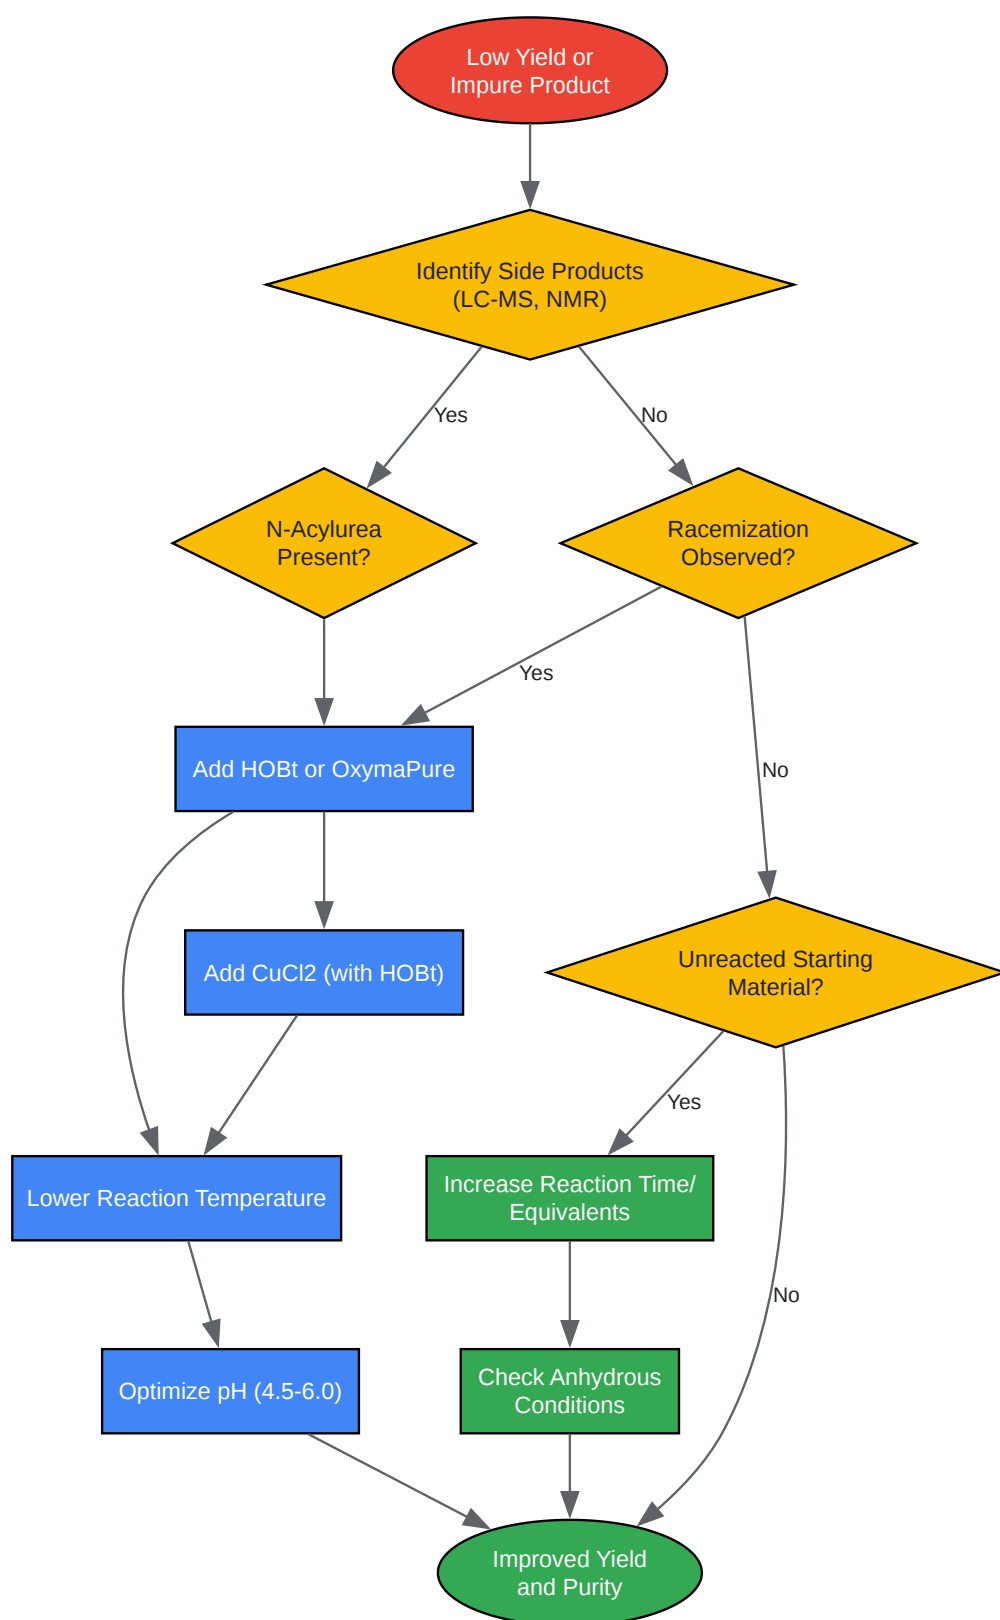 Low Yield or
Impure Product
Identify Side Products
(LC-MS, NMR)
Yes
No
N-Acylurea
Present?
Racemization
Observed?
Yes
Add HOBt or OxymaPure
No
Add CuCl2 (with HOBt)
Unreacted Starting
Material?
Yes
Lower Reaction Temperature
Increase Reaction Time/
Equivalents
No
Optimize pH (4.5-6.0)
Check Anhydrous
Conditions
Improved Yield
and Purity